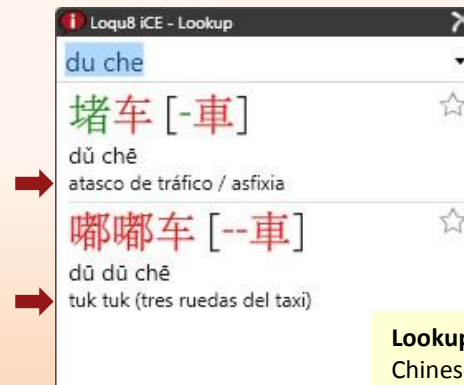 Loqu8 iCE - Lookup
du che
堵车 [-車]
dǔ chē
atasco de tráfico / asfixia
嘟嘟车 [--車]
dū dū chē
tuk tuk (tres ruedas del taxi)
Lookup
Chines